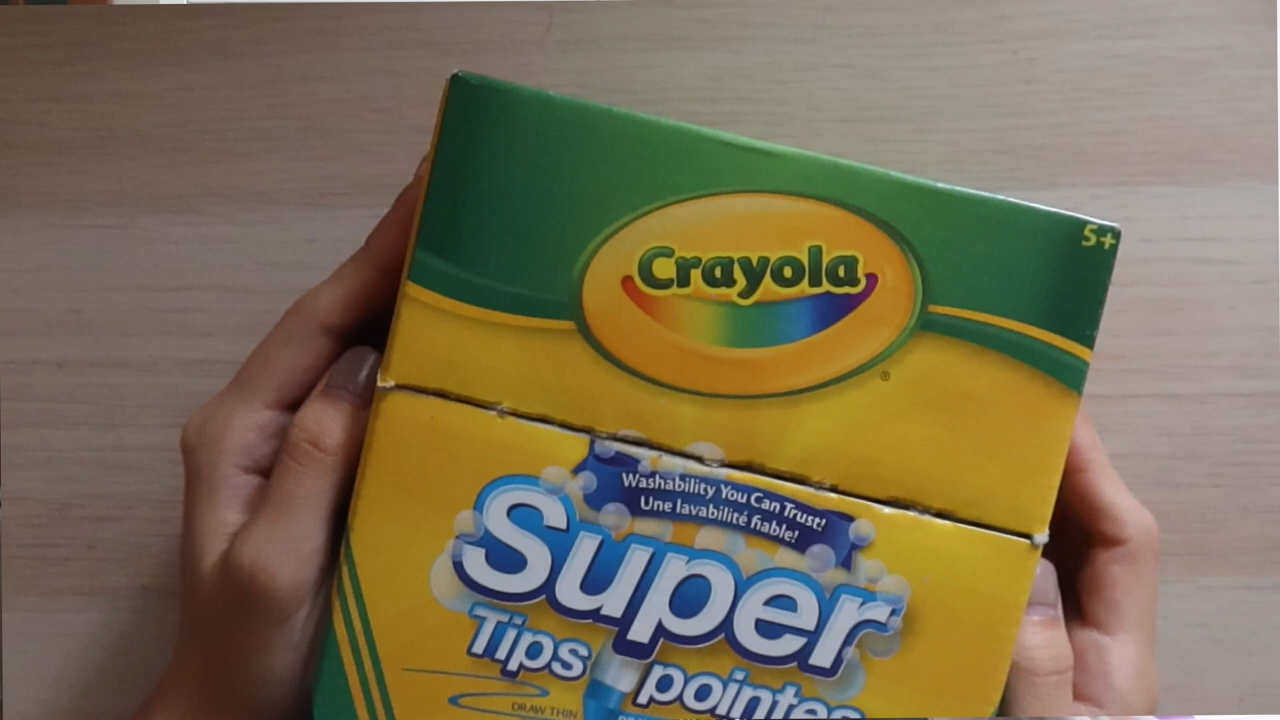 5+
Crayola
®
Washability You Can Trust!
Une lavabilité fiable!
Super
Tips
pointes
DRAW THIN